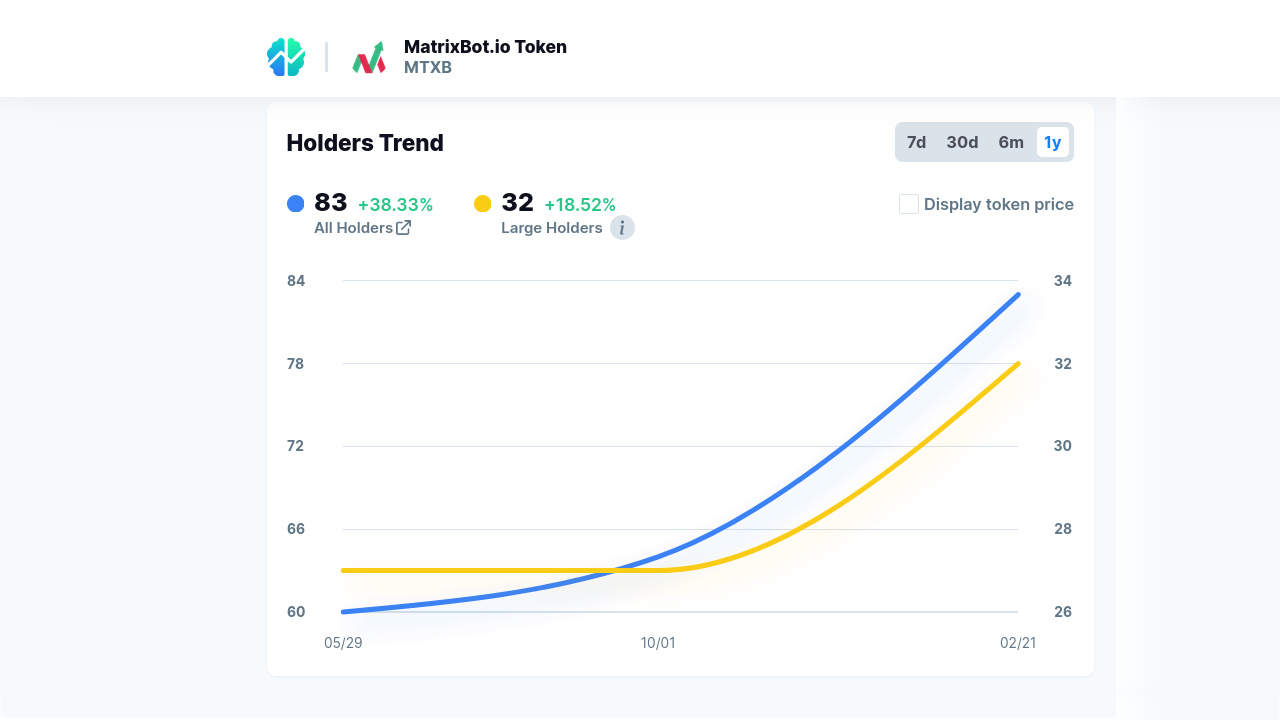 MatrixBot.io Token
MTXB
Holders Trend
7d 30d 6m 1y
83 +38.33% 32 +18.52%
Display token price
All Holders Large Holders i
84 34
78 32
72 30
66 28
60 26
05/29 10/01 02/21